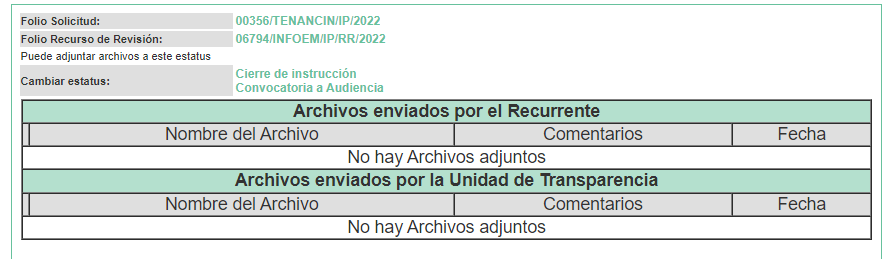 Folio Solicitud: 00356/TENANCIN/IP/2022
Folio Recurso de Revisión: 06794/INFOEM/IP/RR/2022
Puede adjuntar archivos a este estatus
Cambiar estatus: Cierre de instrucción
Convocatoria a Audiencia
Archivos enviados por el Recurrente
Nombre del Archivo Comentarios Fecha
No hay Archivos adjuntos
Archivos enviados por la Unidad de Transparencia
Nombre del Archivo Comentarios Fecha
No hay Archivos adjuntos